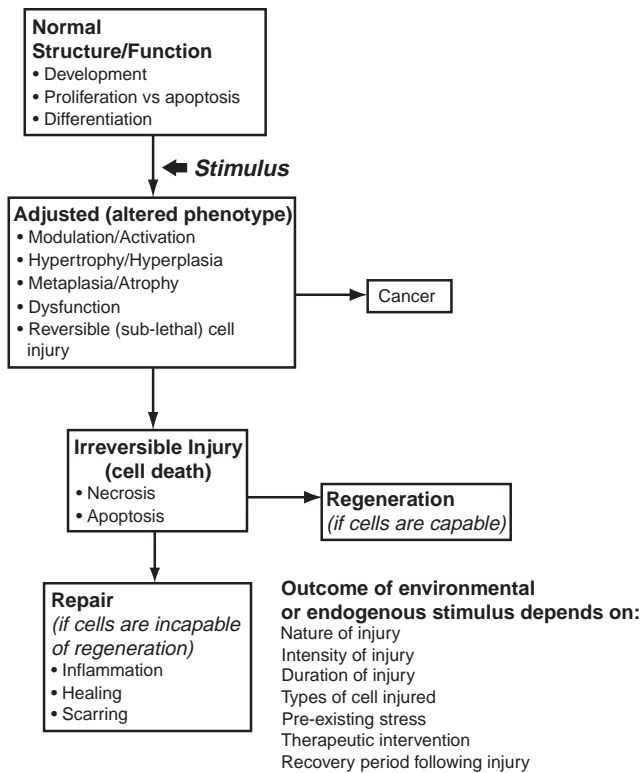 Normal
Structure/Function
• Development
• Proliferation vs apoptosis
• Differentiation
Stimulus
Adjusted (altered phenotype)
• Modulation/Activation
• Hypertrophy/Hyperplasia
• Metaplasia/Atrophy
• Dysfunction
• Reversible (sub-lethal) cell
injury
Cancer
Irreversible Injury
(cell death)
• Necrosis
• Apoptosis
Regeneration
(if cells are capable)
Repair
(if cells are incapable
of regeneration)
• Inflammation
• Healing
• Scarring
Outcome of environmental
or endogenous stimulus depends on:
Nature of injury
Intensity of injury
Duration of injury
Types of cell injured
Pre-existing stress
Therapeutic intervention
Recovery period following injury